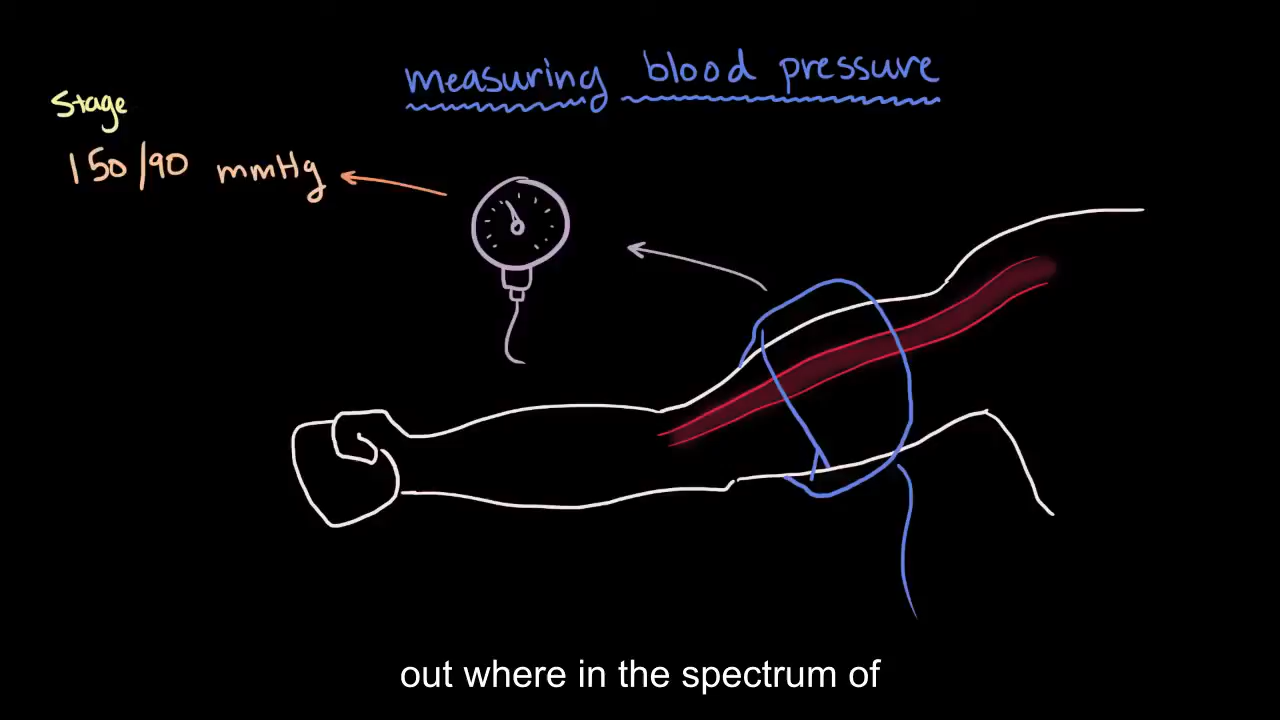 measuring blood pressure
Stage
150/90 mmHg
out where in the spectrum of